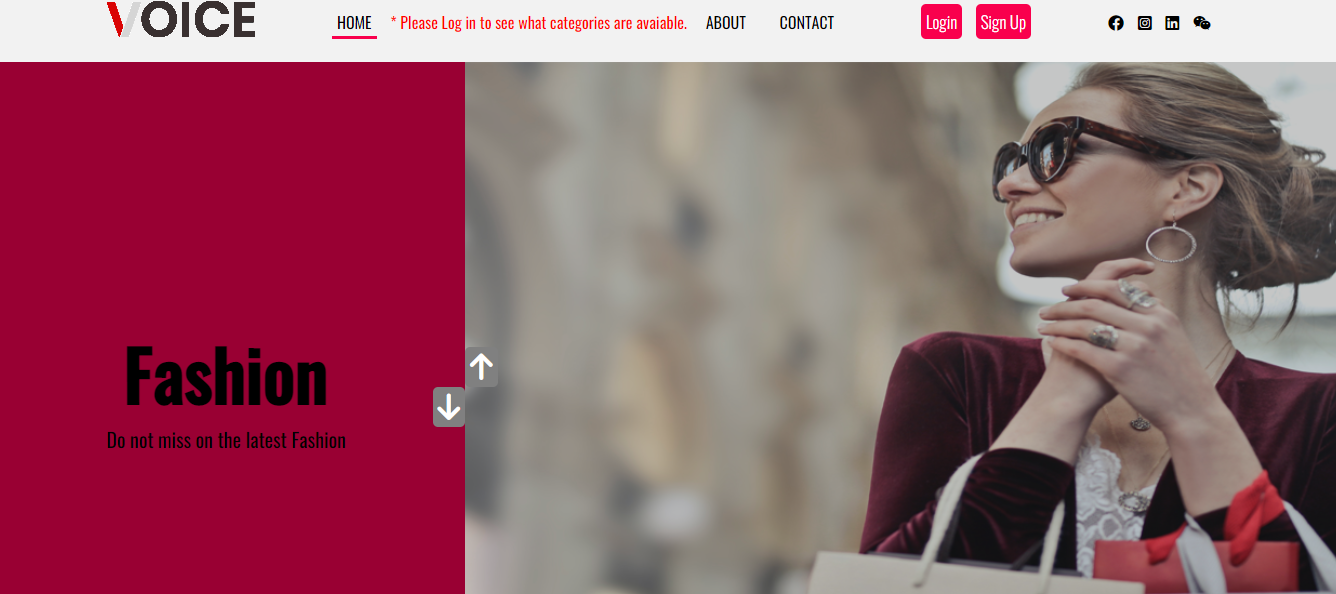 VOICE
HOME * Please Log in to see what categories are avaiable. ABOUT CONTACT Login Sign Up
Fashion
Do not miss on the latest Fashion